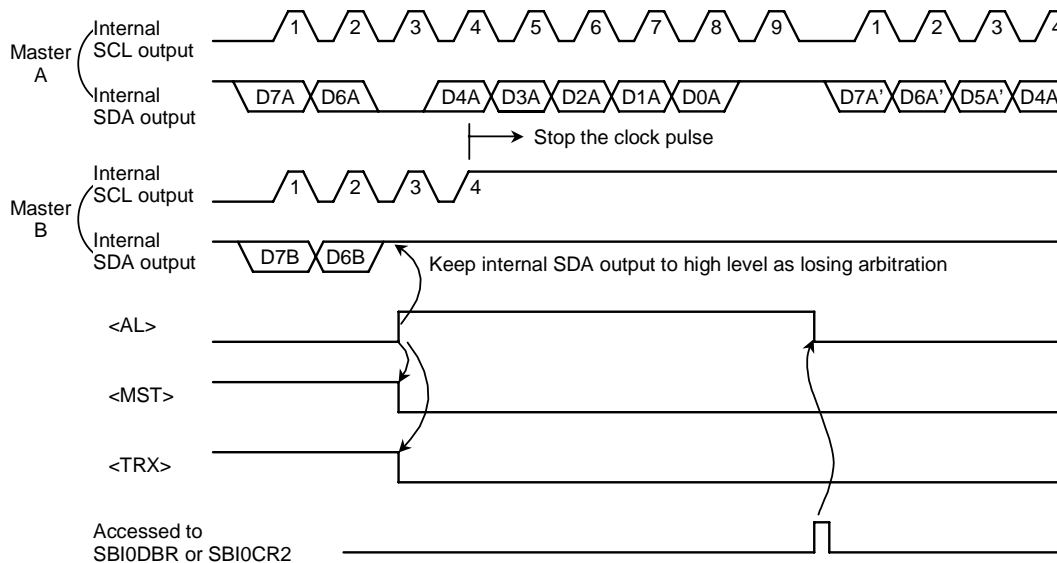 Master
A
Internal
SCL output
1 2 3 4 5 6 7 8 9 1 2 3 4
Internal
SDA output
D7A D6A D4A D3A D2A D1A D0A D7A' D6A' D5A' D4A
Stop the clock pulse
Master
B
Internal
SCL output
1 2 3 4
Internal
SDA output
D7B D6B
Keep internal SDA output to high level as losing arbitration
<AL>
<MST>
<TRX>
Accessed to
SBI0DBR or SBI0CR2